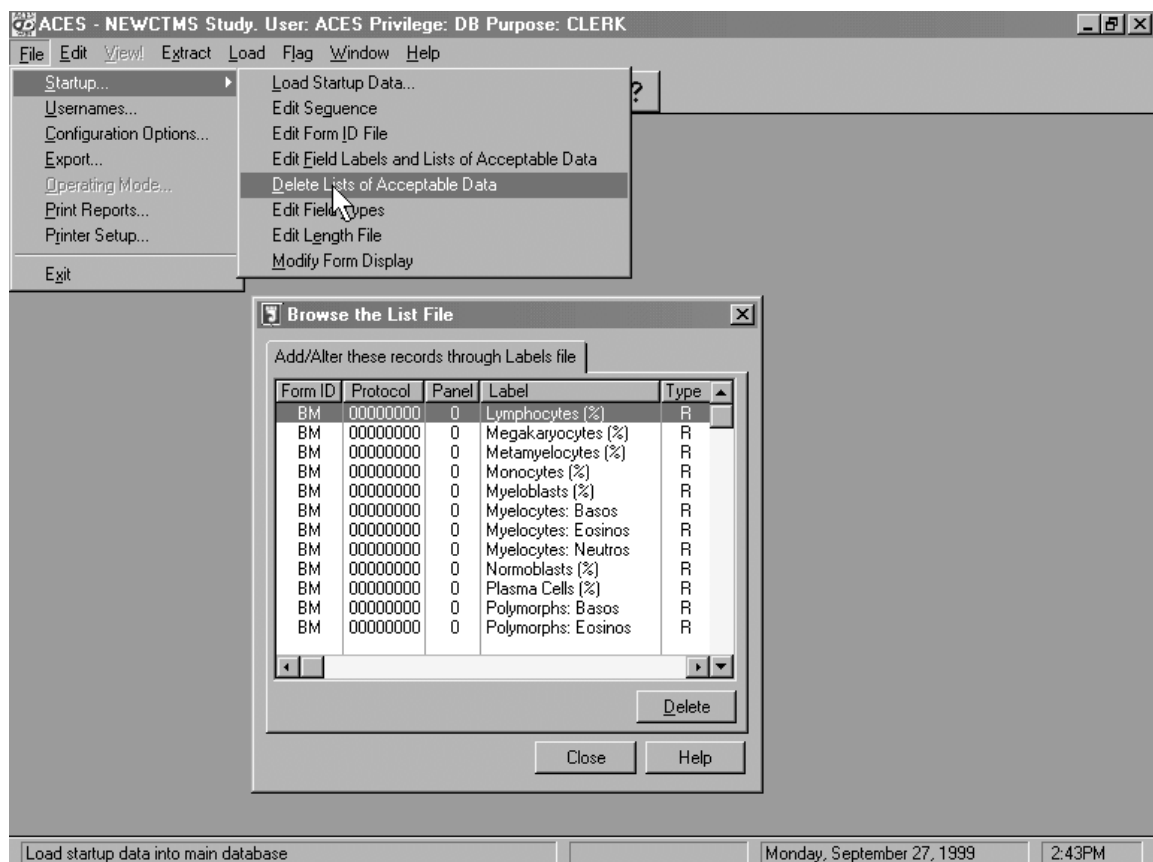 ACES - NEWCTMS Study. User: ACES Privilege: DB Purpose: CLERK
File Edit View! Extract Load Flag Window Help
Startup...
Usernames...
Configuration Options...
Export...
Operating Mode...
Print Reports...
Printer Setup...
Exit
Load Startup Data...
Edit Sequence
Edit Form ID File
Edit Field Labels and Lists of Acceptable Data
Delete Lists of Acceptable Data
Edit Field Types
Edit Length File
Modify Form Display
?
Browse the List File
Add/Alter these records through Labels file
Form ID Protocol Panel Label Type
BM 00000000 0 Lymphocytes (%) R
BM 00000000 0 Megakaryocytes (%) R
BM 00000000 0 Metamyelocytes (%) R
BM 00000000 0 Monocytes (%) R
BM 00000000 0 Myeloblasts (%) R
BM 00000000 0 Myelocytes: Basos R
BM 00000000 0 Myelocytes: Eosinos R
BM 00000000 0 Myelocytes: Neutros R
BM 00000000 0 Normoblasts (%) R
BM 00000000 0 Plasma Cells (%) R
BM 00000000 0 Polymorphs: Basos R
BM 00000000 0 Polymorphs: Eosinos R
Delete
Close Help
Load startup data into main database Monday, September 27, 1999 2:43PM